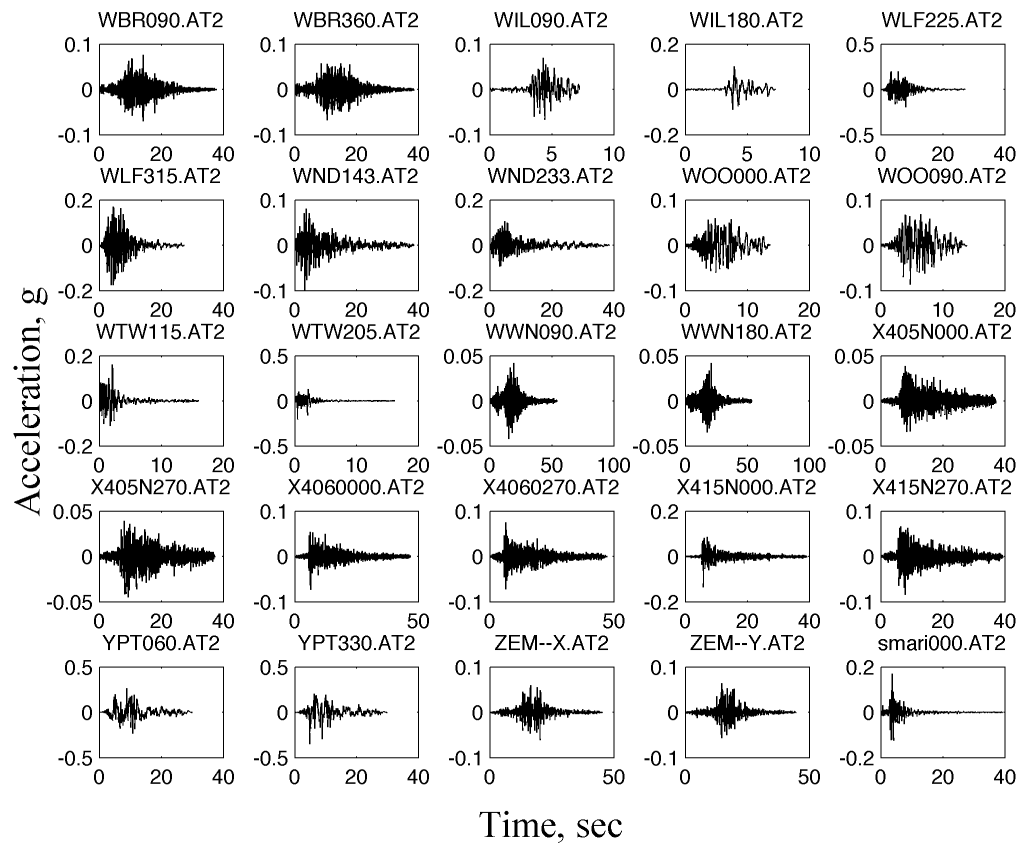 WBR090.AT2 WBR360.AT2 WIL090.AT2 WIL180.AT2 WLF225.AT2
0.1 0.1 0.1 0.2 0.5
0 0 0 0 0
-0.1 -0.1 -0.1 -0.2 -0.5
0 20 40 0 20 40 0 5 10 0 5 10 0 20 40
WLF315.AT2 WND143.AT2 WND233.AT2 WOO000.AT2 WOO090.AT2
0.2 0.1 0.2 0.1 0.1
0 0 0 0 0
-0.2 -0.1 -0.2 -0.1 -0.1
0 20 40 0 20 40 0 20 40 0 10 20 0 10 20
WTW115.AT2 WTW205.AT2 WWN090.AT2 WWN180.AT2 X405N000.AT2
0.2 0.5 0.05 0.05 0.05
0 0 0 0 0
-0.2 -0.5 -0.05 -0.05 -0.05
0 10 20 0 10 20 0 50 100 0 50 100 0 20 40
X405N270.AT2 X4060000.AT2 X4060270.AT2 X415N000.AT2 X415N270.AT2
0.05 0.1 0.1 0.2 0.1
0 0 0 0 0
-0.05 -0.1 -0.1 -0.2 -0.1
0 20 40 0 50 0 50 0 20 40 0 20 40
YPT060.AT2 YPT330.AT2 ZEM--X.AT2 ZEM--Y.AT2 smari000.AT2
0.5 0.5 0.1 0.1 0.2
0 0 0 0 0
-0.5 -0.5 -0.1 -0.1 -0.2
0 20 40 0 20 40 0 50 0 50 0 20 40
Acceleration, g
Time, sec